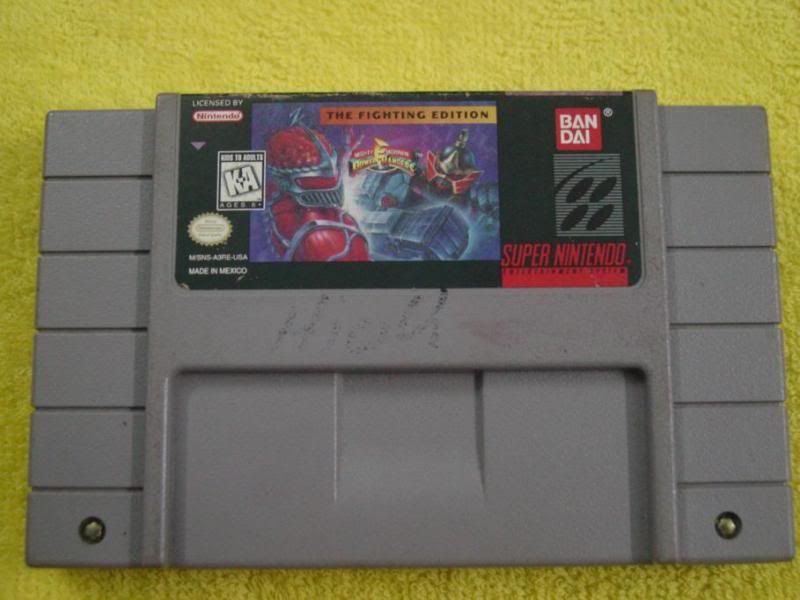 LICENSED BY
Nintendo
THE FIGHTING EDITION
KIDS TO ADULTS
K-A
AGES 6+
MIGHTY MORPHIN
POWER RANGERS
BAN
DAI
®
Nintendo
M/SNS-A3RE-USA
MADE IN MEXICO
SUPER NINTENDO
ENTERTAINMENT SYSTEM